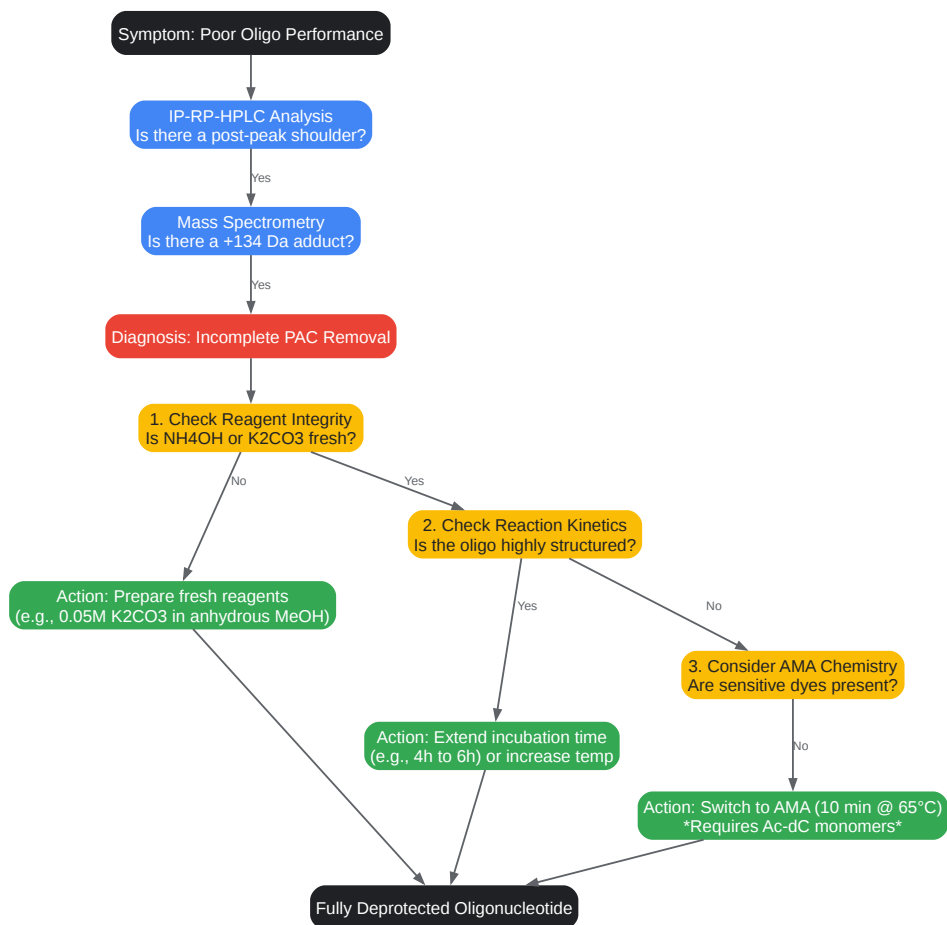 Symptom: Poor Oligo Performance
IP-RP-HPLC Analysis
Is there a post-peak shoulder?
Yes
Mass Spectrometry
Is there a +134 Da adduct?
Yes
Diagnosis: Incomplete PAC Removal
1. Check Reagent Integrity
Is NH4OH or K2CO3 fresh?
No
Yes
2. Check Reaction Kinetics
Is the oligo highly structured?
Action: Prepare fresh reagents
(e.g., 0.05M K2CO3 in anhydrous MeOH)
Yes
No
3. Consider AMA Chemistry
Are sensitive dyes present?
Action: Extend incubation time
(e.g., 4h to 6h) or increase temp
No
Action: Switch to AMA (10 min @ 65°C)
*Requires Ac-dC monomers*
Fully Deprotected Oligonucleotide